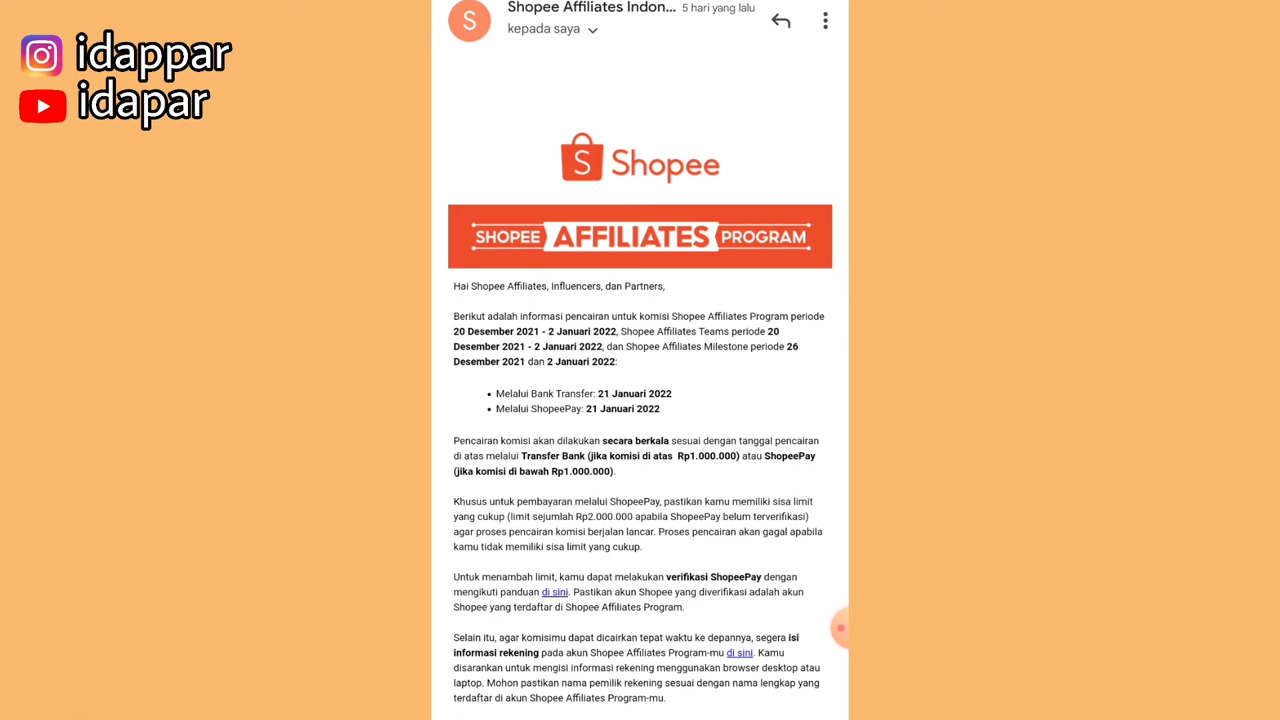 idappar
idapar
S
Shopee Affiliates Indon... 5 hari yang lalu
kepada saya
S Shopee
SHOPEE AFFILIATES PROGRAM
Hai Shopee Affiliates, Influencers, dan Partners,
Berikut adalah informasi pencairan untuk komisi Shopee Affiliates Program periode
20 Desember 2021 - 2 Januari 2022, Shopee Affiliates Teams periode 20
Desember 2021 - 2 Januari 2022, dan Shopee Affiliates Milestone periode 26
Desember 2021 dan 2 Januari 2022:
• Melalui Bank Transfer: 21 Januari 2022
• Melalui ShopeePay: 21 Januari 2022
Pencairan komisi akan dilakukan secara berkala sesuai dengan tanggal pencairan
di atas melalui Transfer Bank (jika komisi di atas Rp1.000.000) atau ShopeePay
(jika komisi di bawah Rp1.000.000).
Khusus untuk pembayaran melalui ShopeePay, pastikan kamu memiliki sisa limit
yang cukup (limit sejumlah Rp2.000.000 apabila ShopeePay belum terverifikasi)
agar proses pencairan komisi berjalan lancar. Proses pencairan akan gagal apabila
kamu tidak memiliki sisa limit yang cukup.
Untuk menambah limit, kamu dapat melakukan verifikasi ShopeePay dengan
mengikuti panduan di sini. Pastikan akun Shopee yang diverifikasi adalah akun
Shopee yang terdaftar di Shopee Affiliates Program.
Selain itu, agar komisimu dapat dicairkan tepat waktu ke depannya, segera isi
informasi rekening pada akun Shopee Affiliates Program-mu di sini. Kamu
disarankan untuk mengisi informasi rekening menggunakan browser desktop atau
laptop. Mohon pastikan nama pemilik rekening sesuai dengan nama lengkap yang
terdaftar di akun Shopee Affiliates Program-mu.